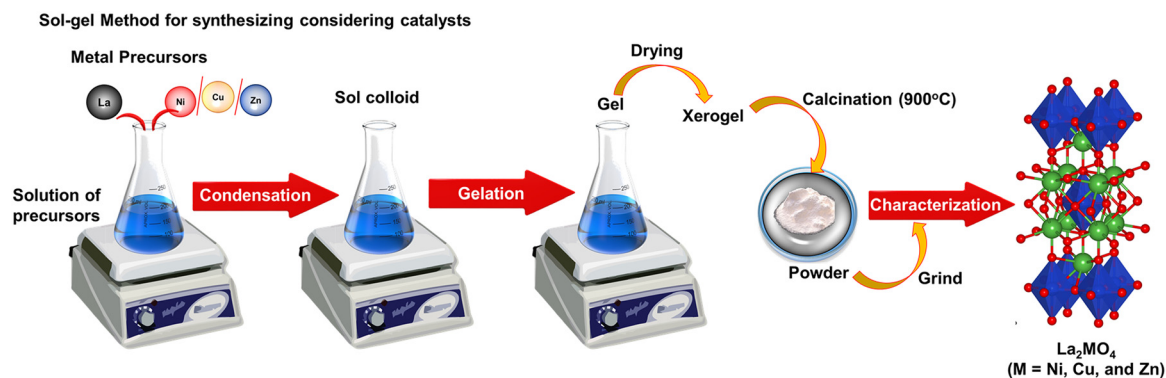 Sol-gel Method for synthesizing considering catalysts
Metal Precursors
La
Ni
Cu
Zn
Solution of
precursors
Condensation
Sol colloid
Gelation
Gel
Drying
Xerogel
Calcination (900°C)
Powder
Grind
Characterization
La₂MO₄
(M = Ni, Cu, and Zn)